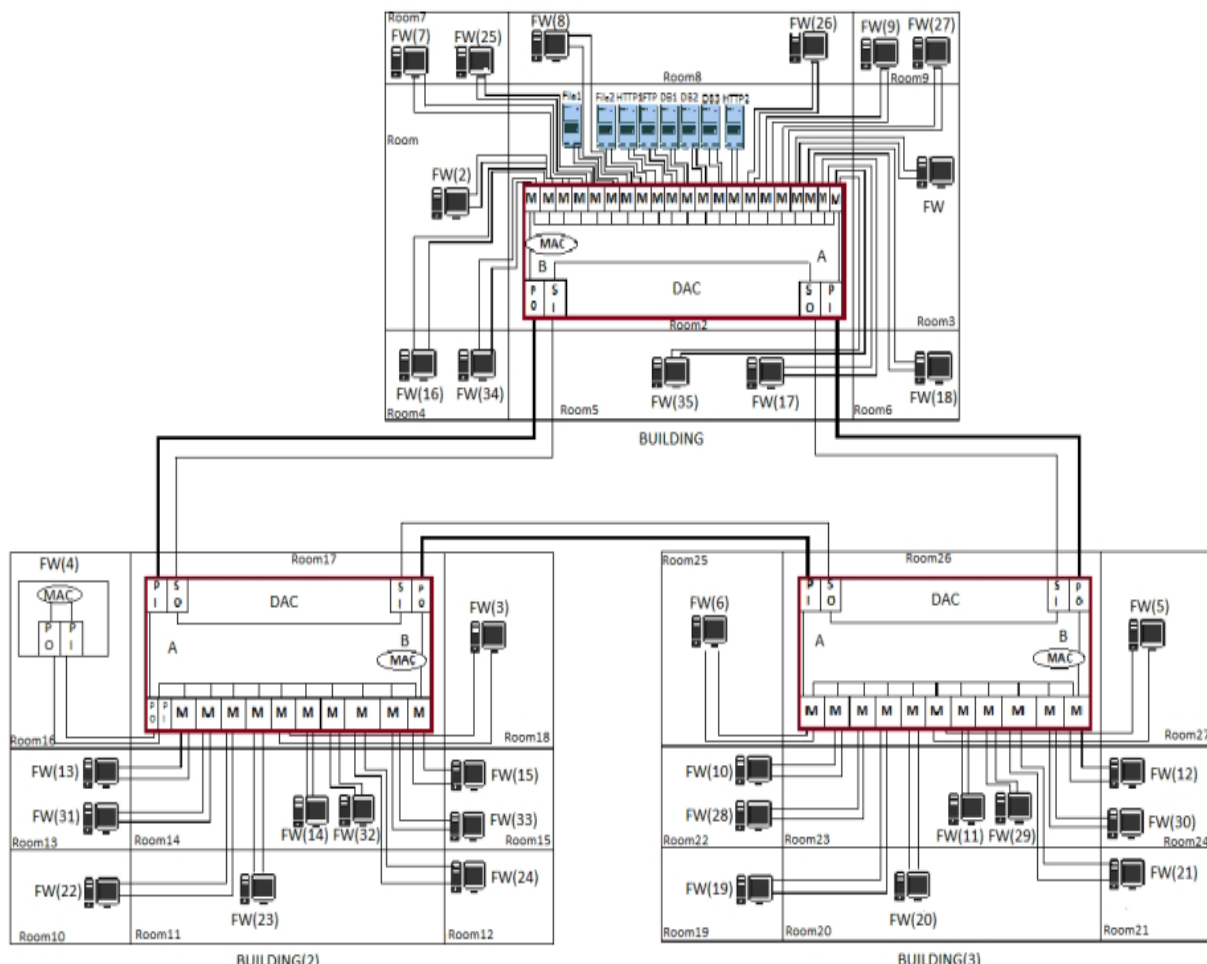 Room7
FW(7)
FW(25)
FW(8)
FW(26)
FW(9)
FW(27)
Room8
Room9
File1
File2
HTTP1
FTP
DB1
DB2
DB3
HTTP2
Room
FW(2)
FW
M M M M M M M M M M M M M M M M M M M
MAC
B
A
P O
S I
DAC
S O
P I
Room2
Room3
FW(16)
FW(34)
FW(35)
FW(17)
FW(18)
Room4
Room5
Room6
BUILDING
FW(4)
MAC
P O
P I
Room17
P I
S O
DAC
S I
P O
A
B
MAC
FW(3)
P O
P I
M M M M M M M M M
Room16
Room18
FW(13)
FW(31)
FW(14)
FW(32)
FW(15)
FW(33)
Room13
Room14
Room15
FW(22)
FW(23)
FW(24)
Room10
Room11
Room12
BUILDING(2)
Room25
Room26
FW(6)
P I
S O
DAC
S I
P O
A
B
MAC
FW(5)
M M M M M M M M M M M
Room27
FW(10)
FW(28)
FW(11)
FW(29)
FW(12)
FW(30)
Room22
Room23
Room24
FW(19)
FW(20)
FW(21)
Room19
Room20
Room21
BUILDING(3)